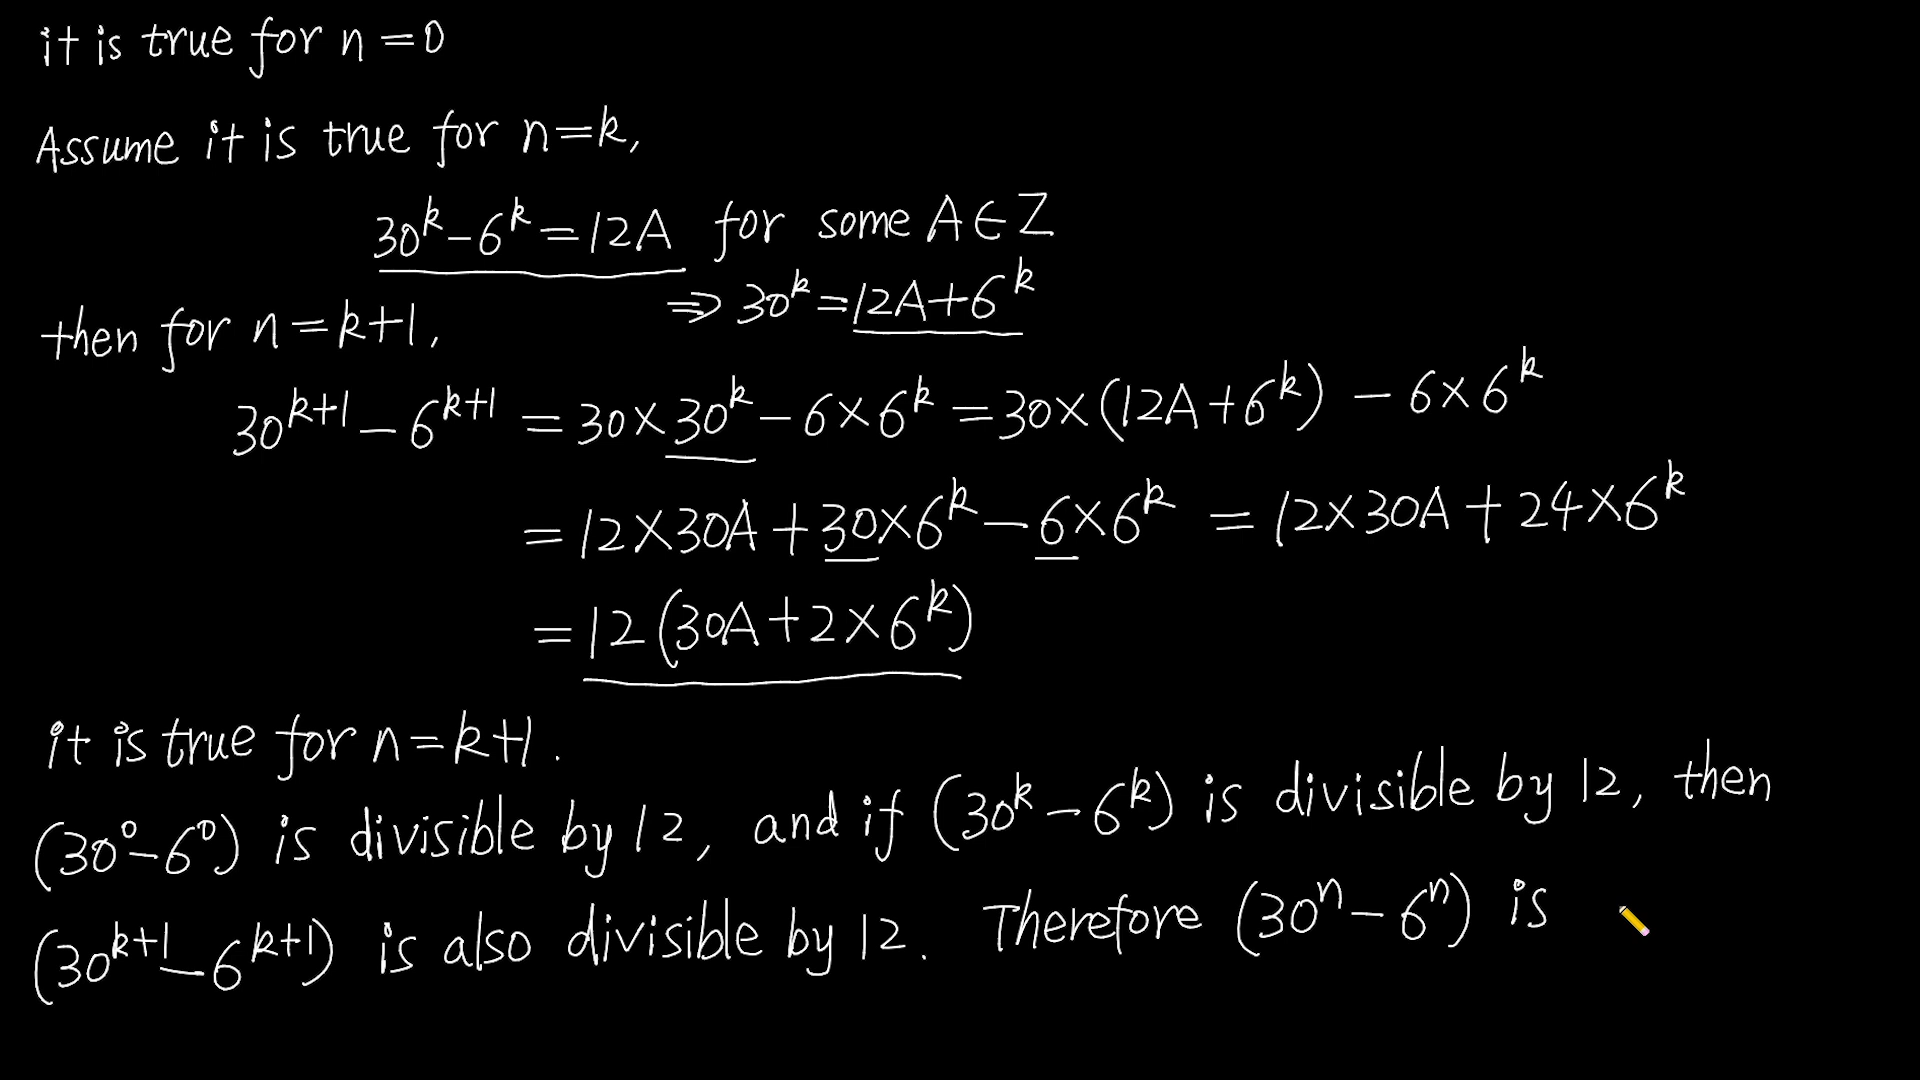 it is true for n=0
Assume it is true for n=k,
30^k-6^k=12A for some A∈Z
⇒30^k=12A+6^k
then for n=k+1,
30^(k+1)-6^(k+1) =30×30^k-6×6^k=30×(12A+6^k)-6×6^k
=12×30A+30×6^k-6×6^k =12×30A+24×6^k
=12(30A+2×6^k)
it is true for n=k+1.
(30^0-6^0) is divisible by 12, and if (30^k-6^k) is divisible by 12, then
(30^(k+1)-6^(k+1)) is also divisible by 12. Therefore (30^n-6^n) is